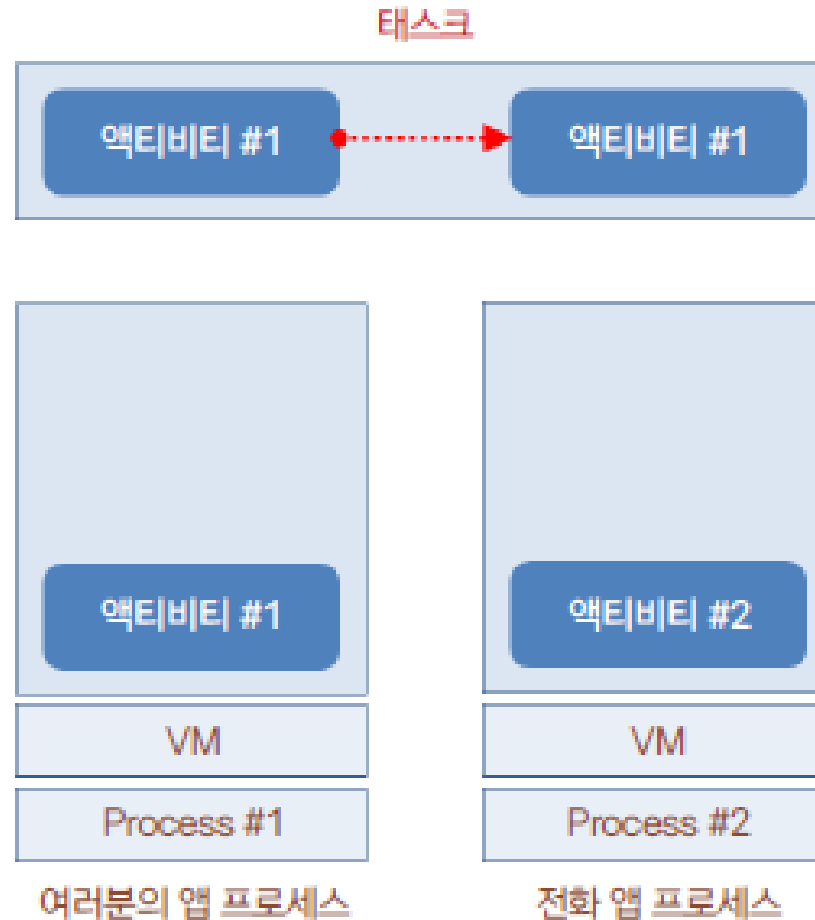 태스크
액티비티 #1 액티비티 #1
액티비티 #1 액티비티 #2
VM VM
Process #1 Process #2
여러분의 앱 프로세스 전화 앱 프로세스